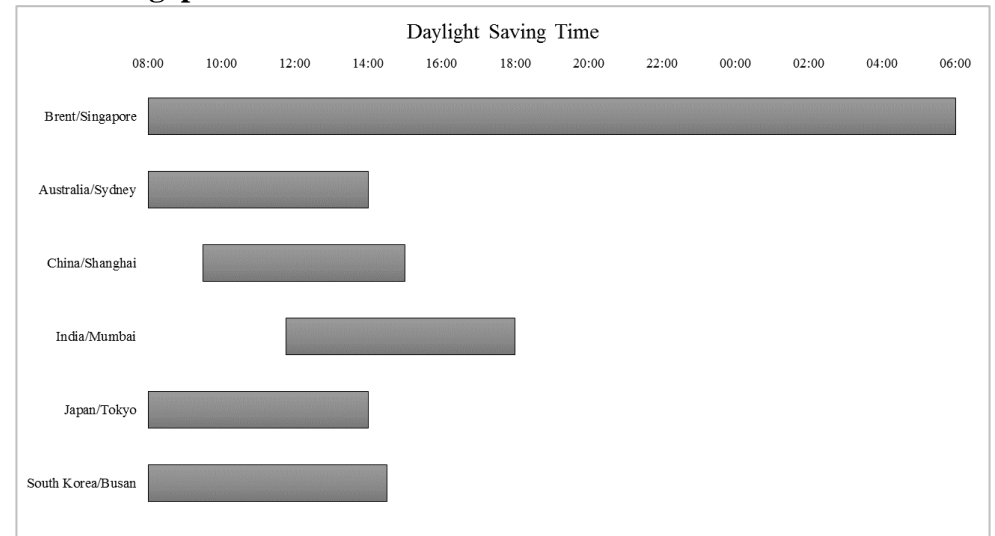 Daylight Saving Time
08:00 10:00 12:00 14:00 16:00 18:00 20:00 22:00 00:00 02:00 04:00 06:00
Brent/Singapore
Australia/Sydney
China/Shanghai
India/Mumbai
Japan/Tokyo
South Korea/Busan